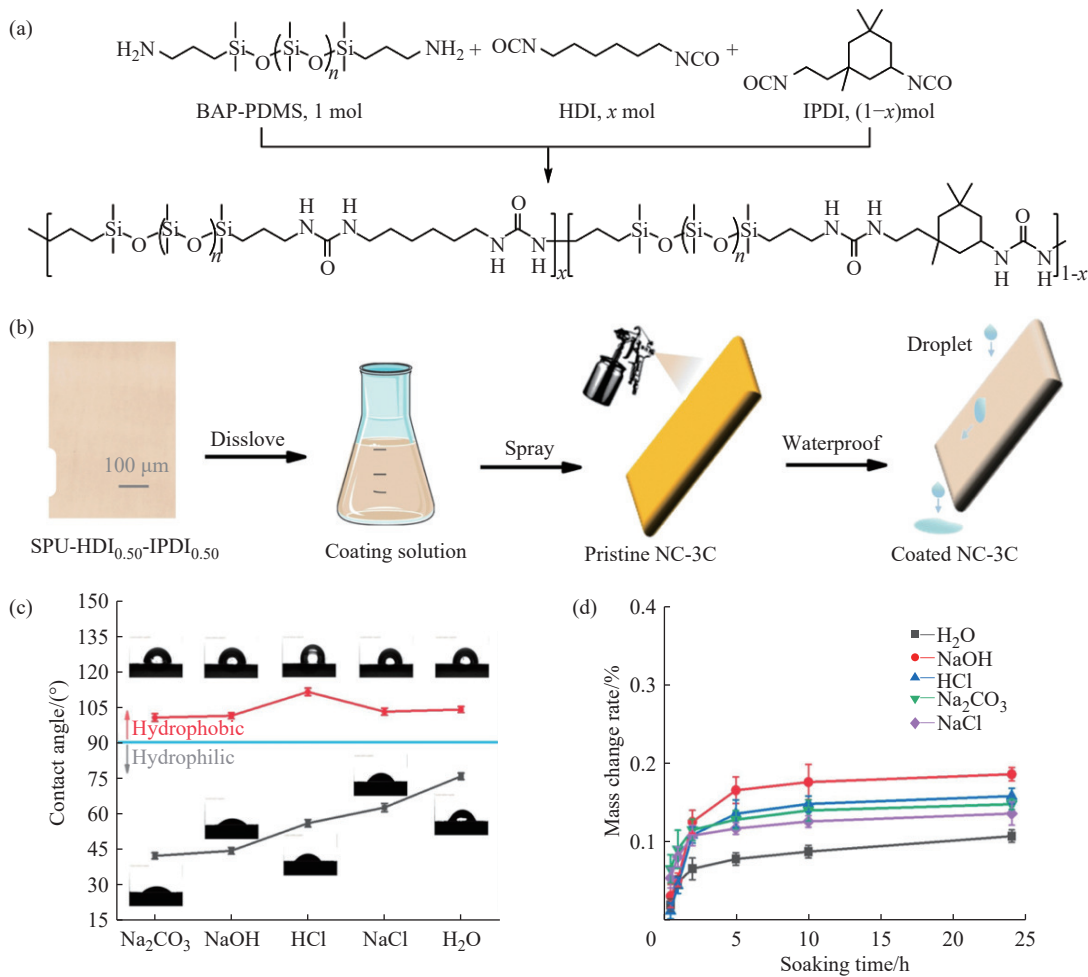 (a)
H₂N Si O (Si O)n Si NH₂ + OCN NCO + OCN NCO
BAP-PDMS, 1 mol HDI, x mol IPDI, (1−x)mol
[ Si O (Si O)n Si H N O H N O N H N H ]x [ Si O (Si O)n Si H N O H N N H O N H ]1-x
(b)
Disslove
100 μm
Spray
Waterproof
Droplet
SPU-HDI0.50-IPDI0.50
Coating solution
Pristine NC-3C
Coated NC-3C
(c)
Contact angle/(°)
150
135
120
105
90
75
60
45
30
15
Hydrophobic
Hydrophilic
Na₂CO₃ NaOH HCl NaCl H₂O
(d)
Mass change rate/%
0.4
0.3
0.2
0.1
H₂O
NaOH
HCl
Na₂CO₃
NaCl
0 5 10 15 20 25
Soaking time/h